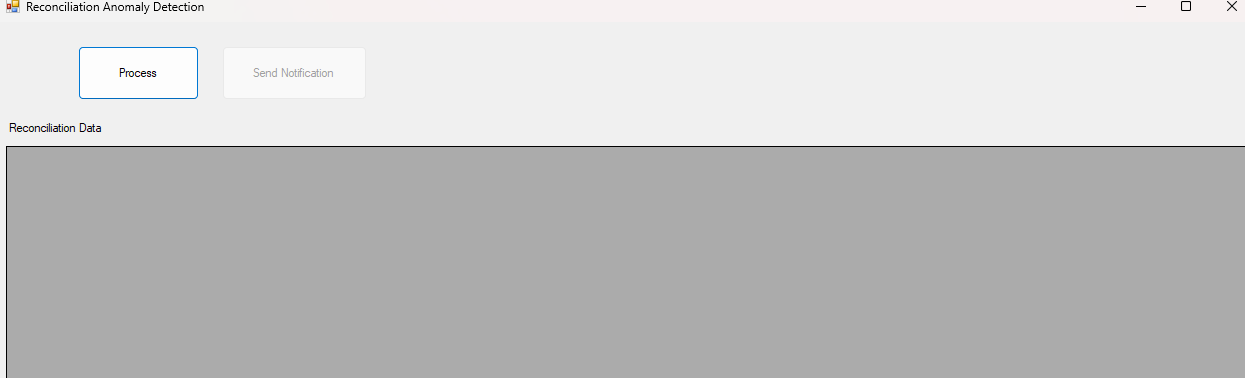 Reconciliation Anomaly Detection
Process
Send Notification
Reconciliation Data